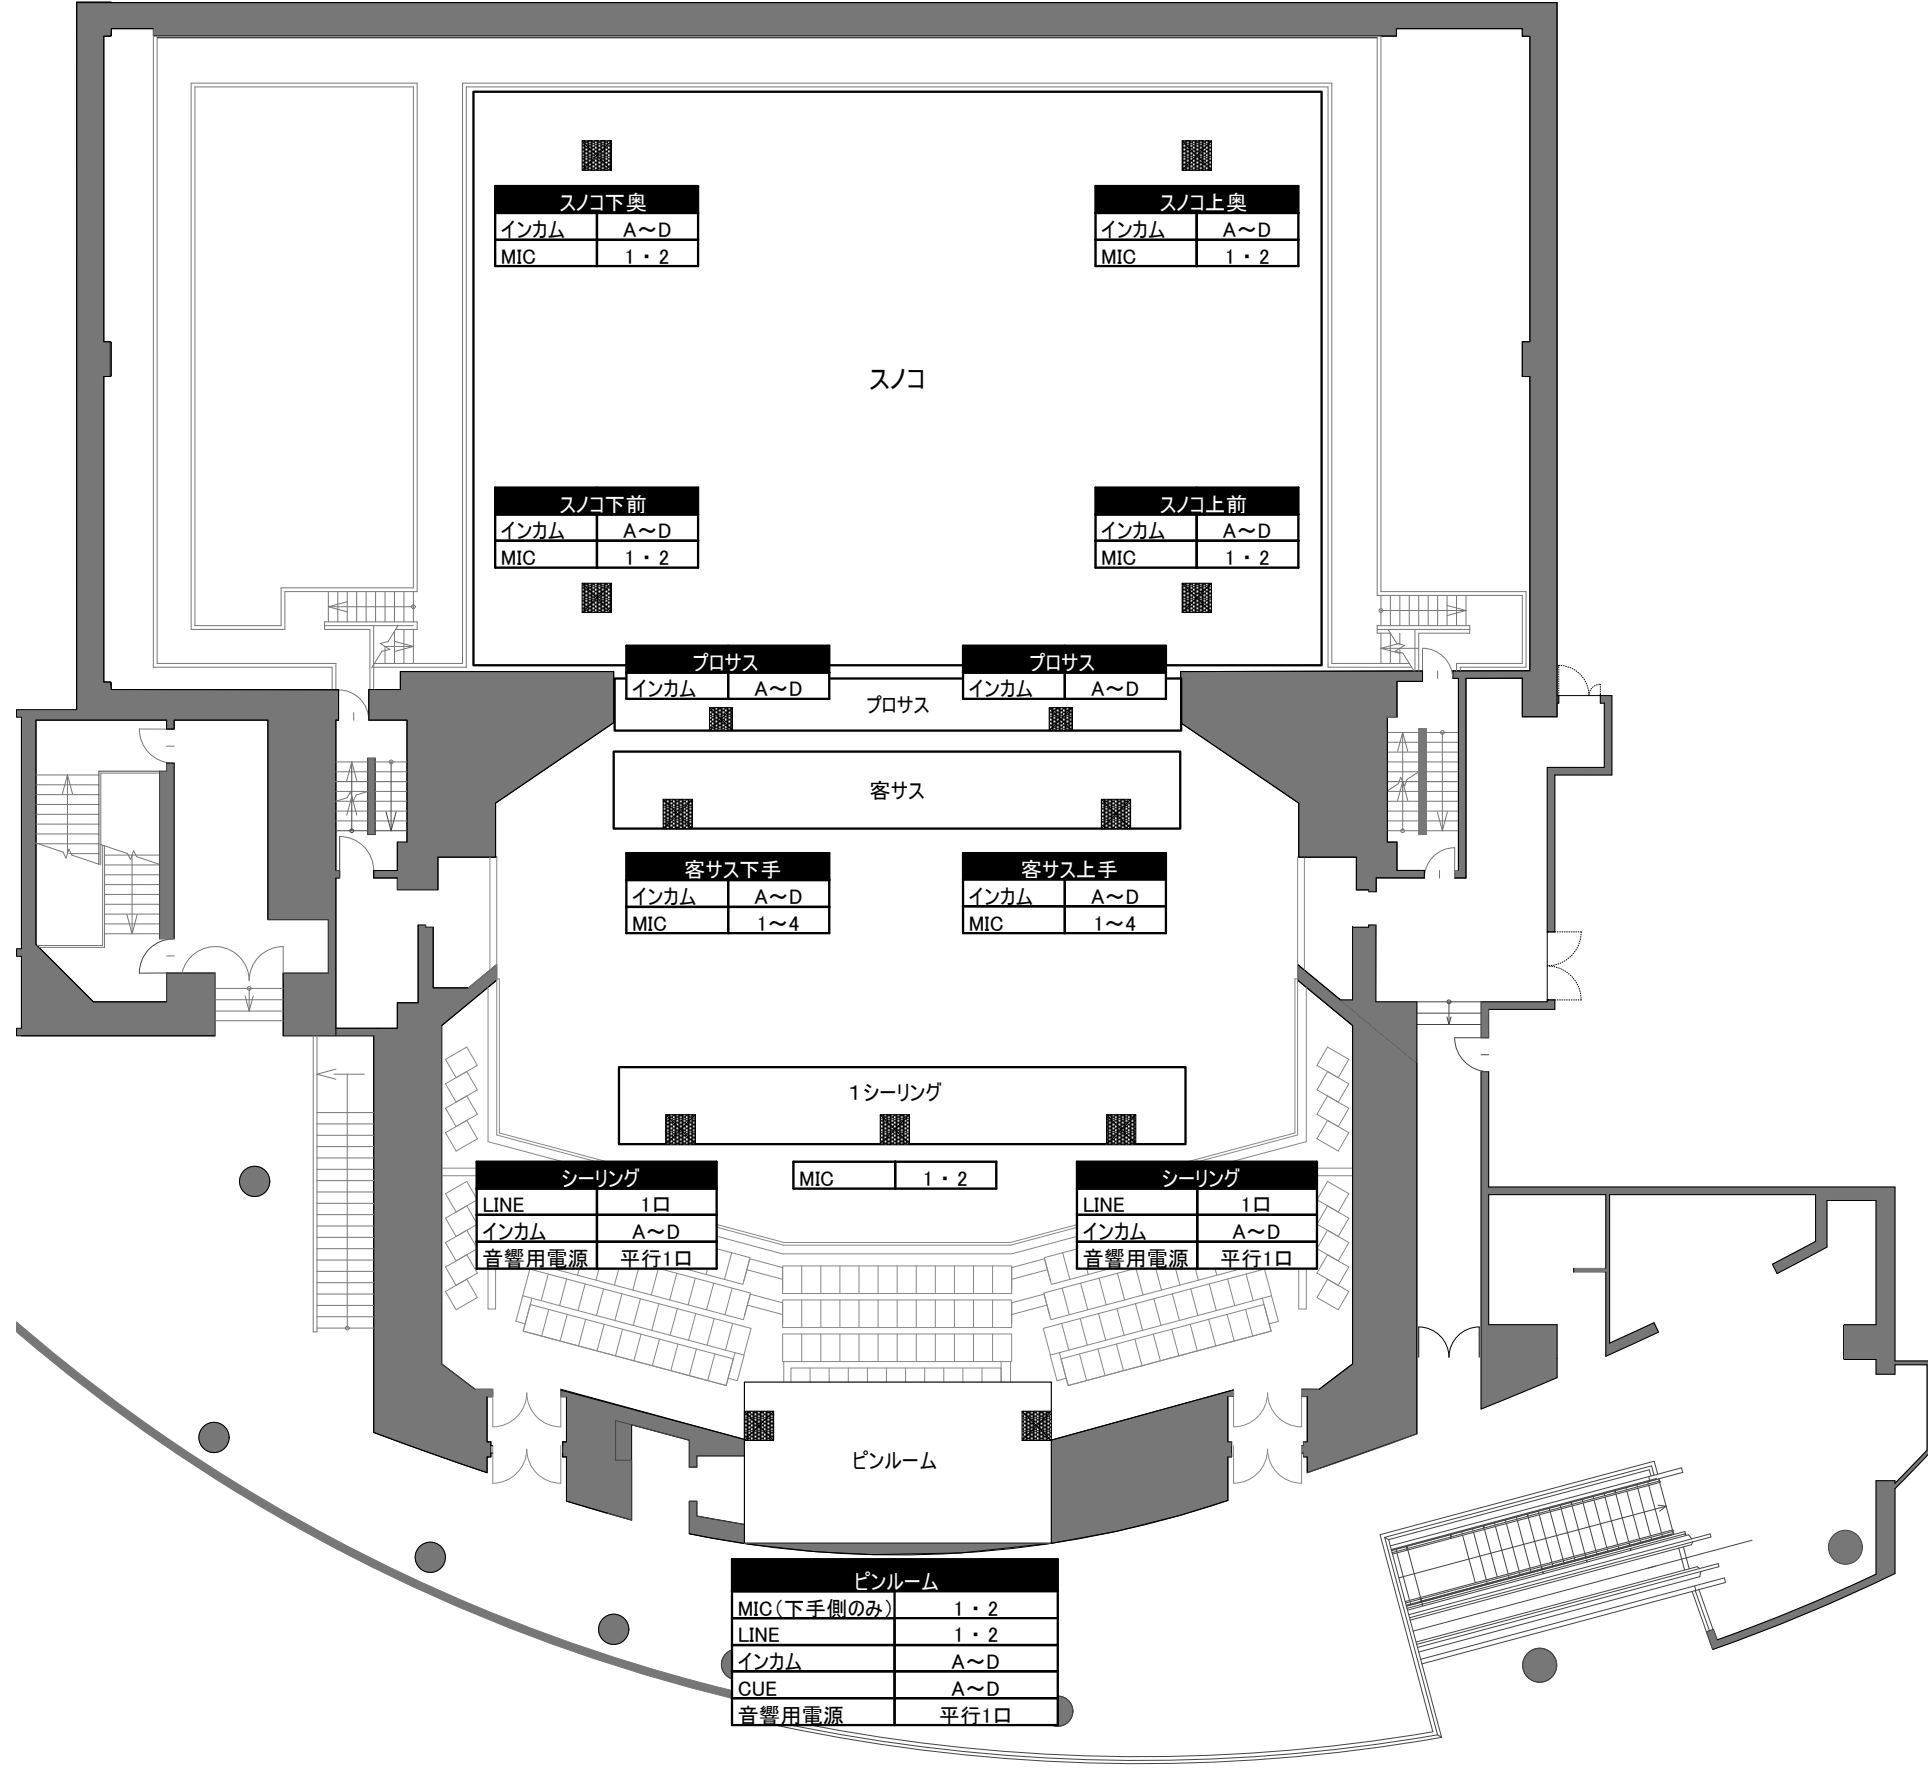 スノコ下奥
インカム A～D
MIC 1・2
スノコ上奥
インカム A～D
MIC 1・2
スノコ
スノコ下前
インカム A～D
MIC 1・2
スノコ上前
インカム A～D
MIC 1・2
プロサス
インカム A～D
プロサス
インカム A～D
プロサス
客サス
客サス下手
インカム A～D
MIC 1～4
客サス上手
インカム A～D
MIC 1～4
1シーリング
MIC 1・2
シーリング
LINE 1口
インカム A～D
音響用電源 平行1口
シーリング
LINE 1口
インカム A～D
音響用電源 平行1口
ピンルーム
ピンルーム
MIC(下手側のみ) 1・2
LINE 1・2
インカム A～D
CUE A～D
音響用電源 平行1口